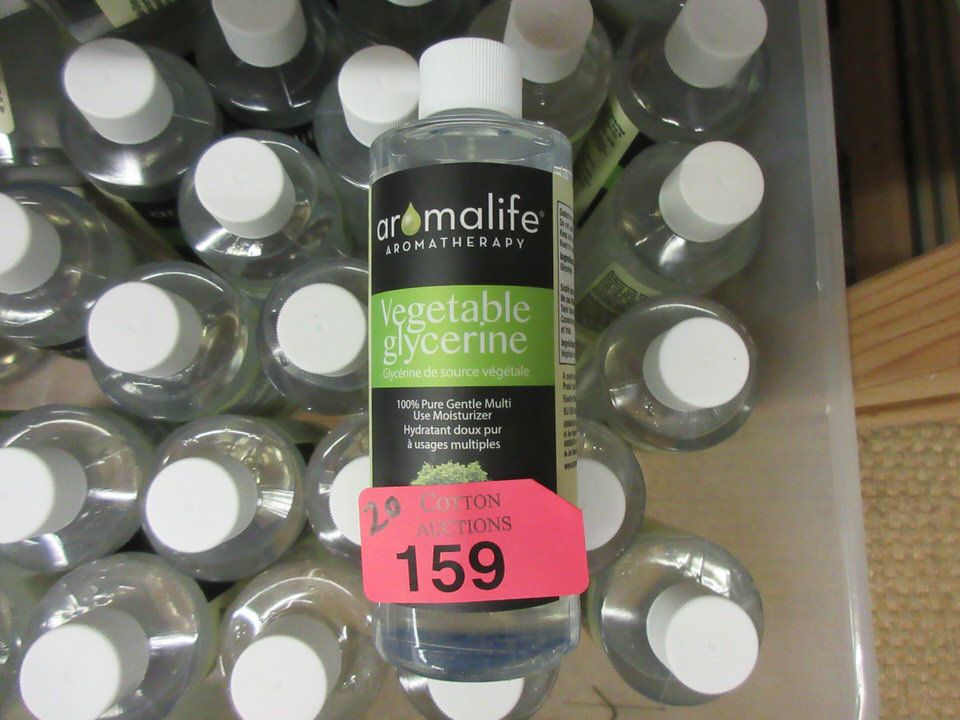 aromalife®
AROMATHERAPY
Vegetable
glycerine
Glycérine de source végétale
100% Pure Gentle Multi
Use Moisturizer
Hydratant doux pur
à usages multiples
20
COTTON
AUCTIONS
159